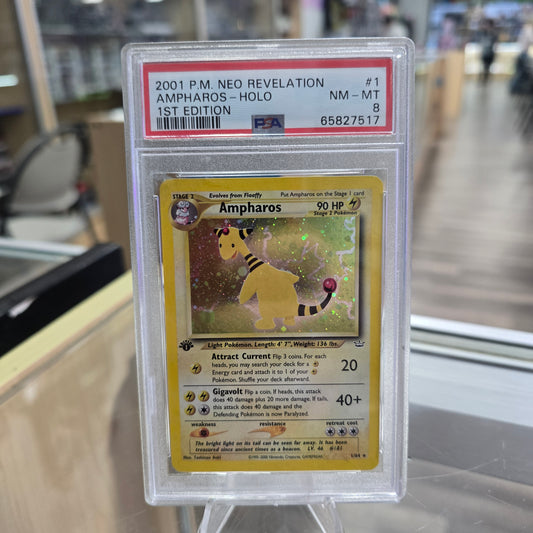 2001 P.M. NEO REVELATION #1
AMPHAROS-HOLO NM-MT
1ST EDITION 8
PSA 65827517
STAGE 2 Evolves from Flaaffy Put Ampharos on the Stage 1 card
Ampharos 90 HP
Stage 2 Pokémon
Light Pokémon. Length: 4' 7", Weight: 136 lbs.
Attract Current Flip 3 coins. For each
heads, you may search your deck for a
Energy card and attach it to 1 of your
Pokémon. Shuffle your deck afterward.
20
Gigavolt Flip a coin. If heads, this attack
does 40 damage plus 20 more damage. If tails,
this attack does 40 damage and the
Defending Pokémon is now Paralyzed.
40+
weakness resistance retreat cost
The bright light on its tail can be seen far away. It has been
treasured since ancient times as a beacon. LV. 46 #181
1/64